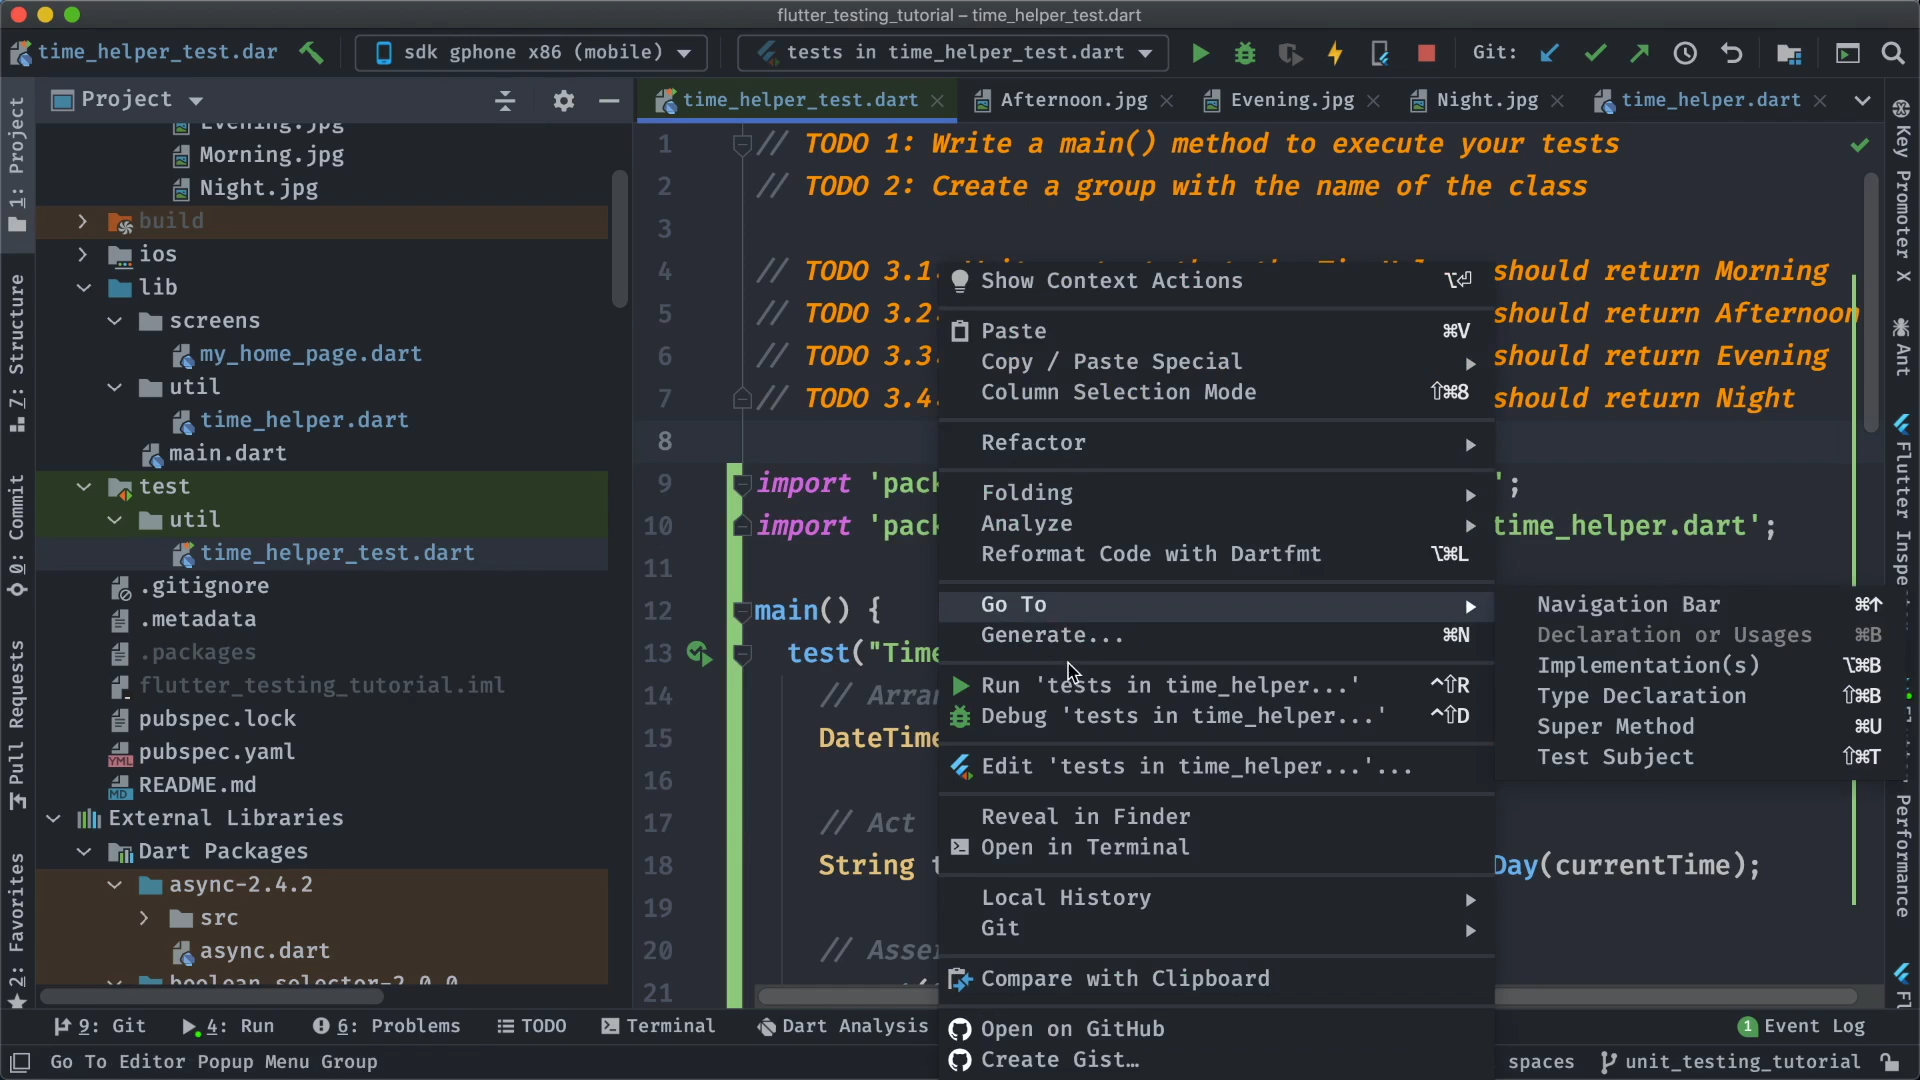 flutter_testing_tutorial – time_helper_test.dart
time_helper_test.dar
sdk gphone x86 (mobile)
tests in time_helper_test.dart
Git:
Project
time_helper_test.dart
Afternoon.jpg
Evening.jpg
Night.jpg
time_helper.dart
1: Project
7: Structure
0: Commit
Pull Requests
2: Favorites
Evening.jpg
Morning.jpg
Night.jpg
build
ios
lib
screens
my_home_page.dart
util
time_helper.dart
main.dart
test
util
time_helper_test.dart
.gitignore
.metadata
.packages
flutter_testing_tutorial.iml
pubspec.lock
pubspec.yaml
README.md
External Libraries
Dart Packages
async-2.4.2
src
async.dart
boolean_selector-2.0.0
1 // TODO 1: Write a main() method to execute your tests
2 // TODO 2: Create a group with the name of the class
3
4 // TODO 3.1: should return Morning
5 // TODO 3.2: should return Afternoon
6 // TODO 3.3: should return Evening
7 // TODO 3.4: should return Night
8
9 import 'pack ';
10 import 'pack time_helper.dart';
11
12 main() {
13 test("Time
14 // Arran
15 DateTime
16
17 // Act
18 String t Day(currentTime);
19
20 // Asser
21
Show Context Actions ⌥⏎
Paste ⌘V
Copy / Paste Special
Column Selection Mode ⇧⌘8
Refactor
Folding
Analyze
Reformat Code with Dartfmt ⌥⌘L
Go To
Generate... ⌘N
Run 'tests in time_helper...' ^⇧R
Debug 'tests in time_helper...' ^⇧D
Edit 'tests in time_helper...'...
Reveal in Finder
Open in Terminal
Local History
Git
Compare with Clipboard
Open on GitHub
Create Gist…
Navigation Bar ⌘↑
Declaration or Usages ⌘B
Implementation(s) ⌥⌘B
Type Declaration ⇧⌘B
Super Method ⌘U
Test Subject ⇧⌘T
Key Promoter X
Ant
Flutter Inspe
Performance
Fl
9: Git
4: Run
6: Problems
TODO
Terminal
Dart Analysis
1 Event Log
Go To Editor Popup Menu Group
spaces
unit_testing_tutorial